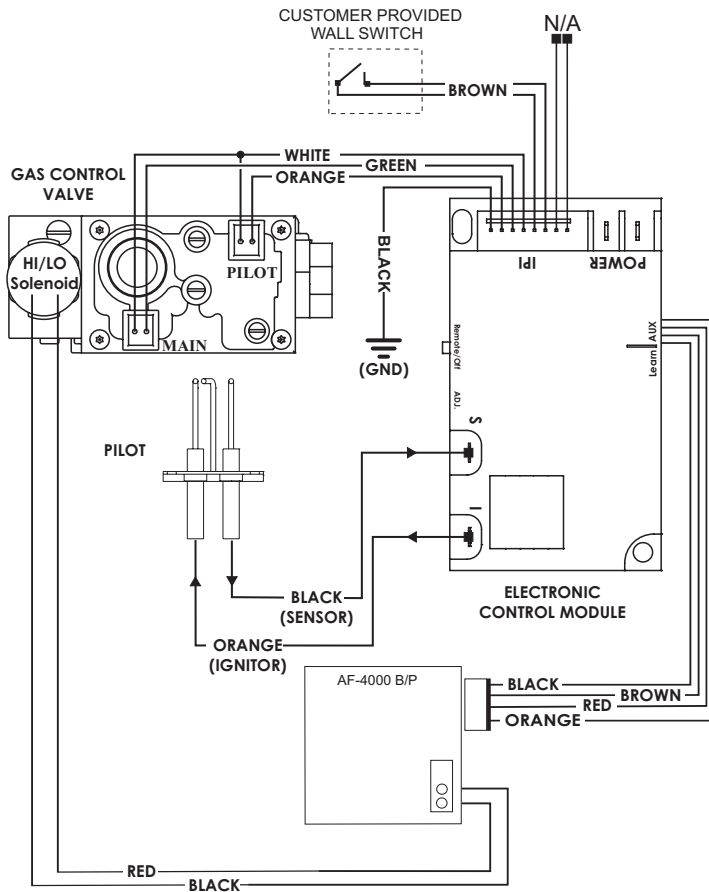 CUSTOMER PROVIDED
WALL SWITCH
N/A
BROWN
WHITE
GREEN
ORANGE
GAS CONTROL
VALVE
HI/LO
Solenoid
PILOT
MAIN
BLACK
(GND)
IPI
POWER
Remote/Off
ADJ.
AUX
Learn
S
I
PILOT
BLACK
(SENSOR)
ORANGE
(IGNITOR)
ELECTRONIC
CONTROL MODULE
AF-4000 B/P
BLACK
BROWN
RED
ORANGE
RED
BLACK